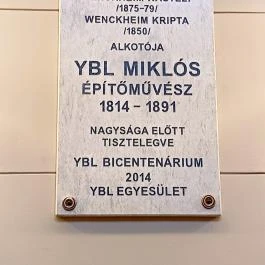 /1875-79/
WENCKHEIM KRIPTA
/1850/
ALKOTÓJA
YBL MIKLÓS
ÉPÍTŐMŰVÉSZ
1814 - 1891
NAGYSÁGA ELŐTT
TISZTELEGVE
YBL BICENTENÁRIUM
2014
YBL EGYESÜLET